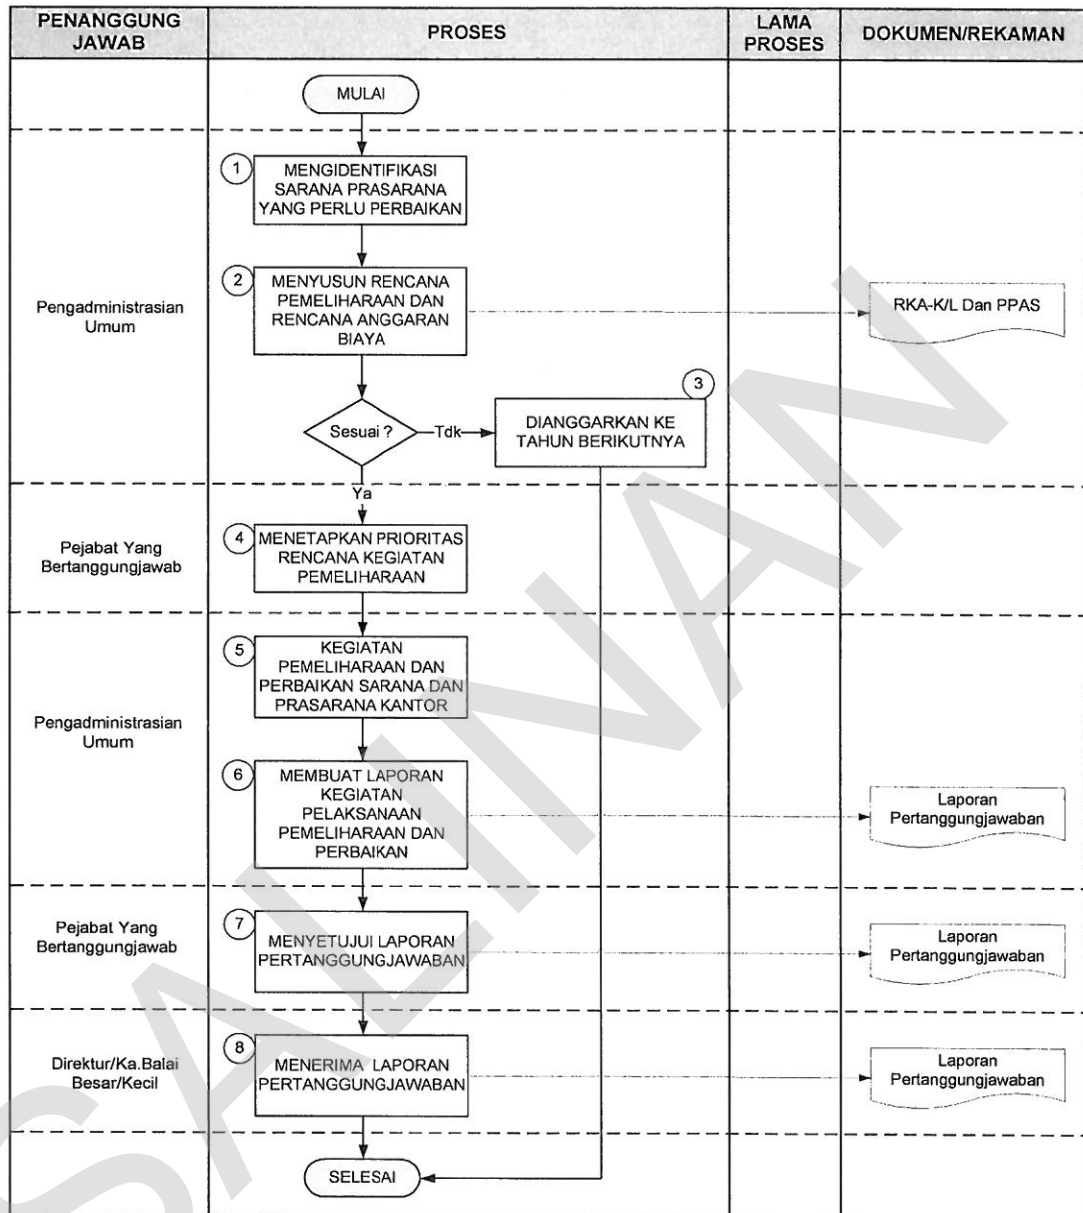 PENANGGUNG
JAWAB
PROSES
LAMA
PROSES
DOKUMEN/REKAMAN
MULAI
1
MENGIDENTIFIKASI
SARANA PRASARANA
YANG PERLU PERBAIKAN
Pengadministrasian
Umum
2
MENYUSUN RENCANA
PEMELIHARAAN DAN
RENCANA ANGGARAN
BIAYA
RKA-K/L Dan PPAS
Sesuai ?
Tdk
3
DIANGGARKAN KE
TAHUN BERIKUTNYA
Ya
Pejabat Yang
Bertanggungjawab
4
MENETAPKAN PRIORITAS
RENCANA KEGIATAN
PEMELIHARAAN
Pengadministrasian
Umum
5
KEGIATAN
PEMELIHARAAN DAN
PERBAIKAN SARANA DAN
PRASARANA KANTOR
6
MEMBUAT LAPORAN
KEGIATAN
PELAKSANAAN
PEMELIHARAAN DAN
PERBAIKAN
Laporan
Pertanggungjawaban
Pejabat Yang
Bertanggungjawab
7
MENYETUJUI LAPORAN
PERTANGGUNGJAWABAN
Laporan
Pertanggungjawaban
Direktur/Ka.Balai
Besar/Kecil
8
MENERIMA LAPORAN
PERTANGGUNGJAWABAN
Laporan
Pertanggungjawaban
SELESAI
SALINAN